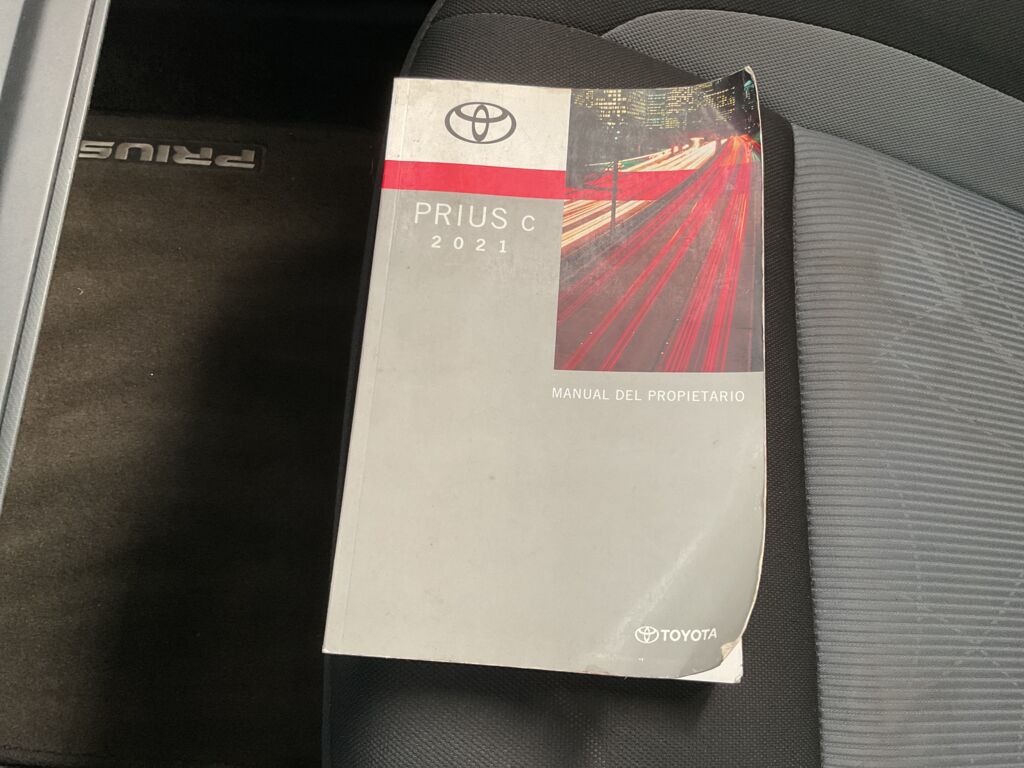 PRIUS c
2021
MANUAL DEL PROPIETARIO
TOYOTA
PRIUS